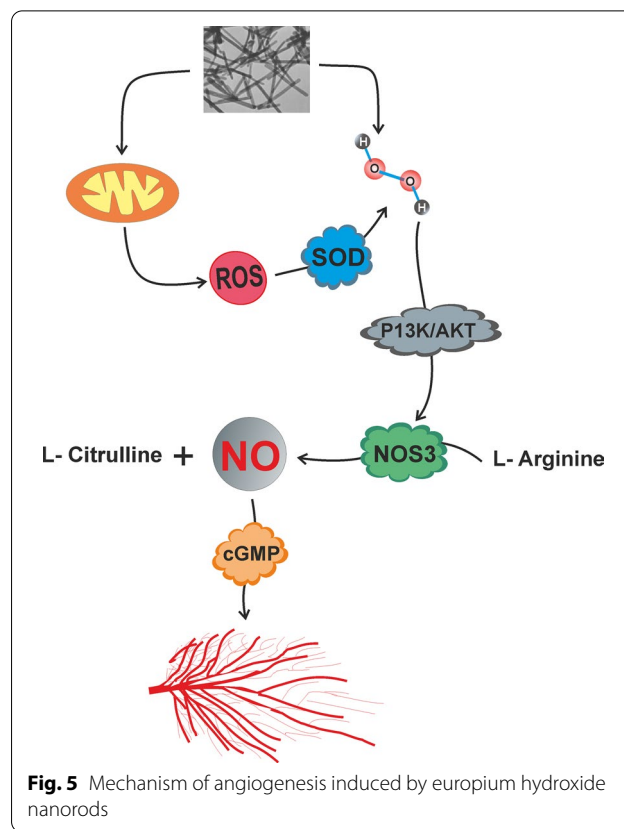 H
O
O
H
ROS
SOD
P13K/AKT
L- Citrulline + NO
NOS3
L- Arginine
cGMP
Fig. 5 Mechanism of angiogenesis induced by europium hydroxide
nanorods